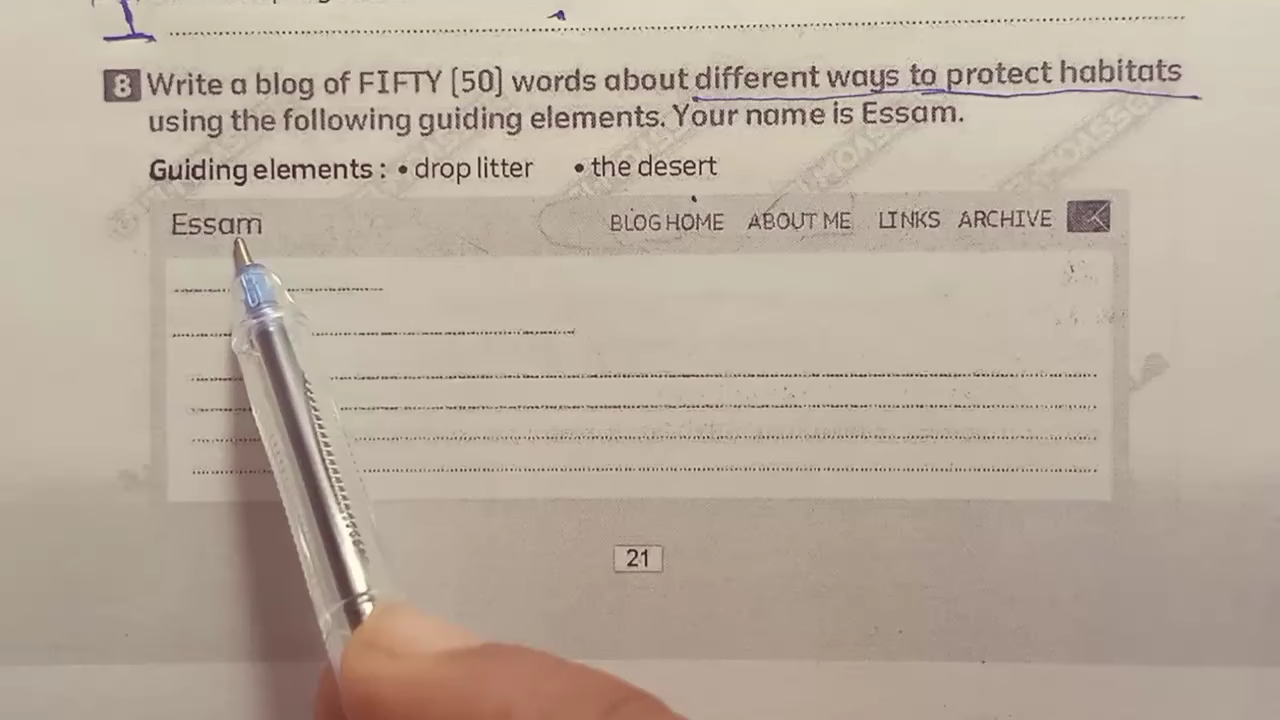 8 Write a blog of FIFTY (50) words about different ways to protect habitats
using the following guiding elements. Your name is Essam.
Guiding elements : • drop litter • the desert
Essam BLOG HOME ABOUT ME LINKS ARCHIVE
21